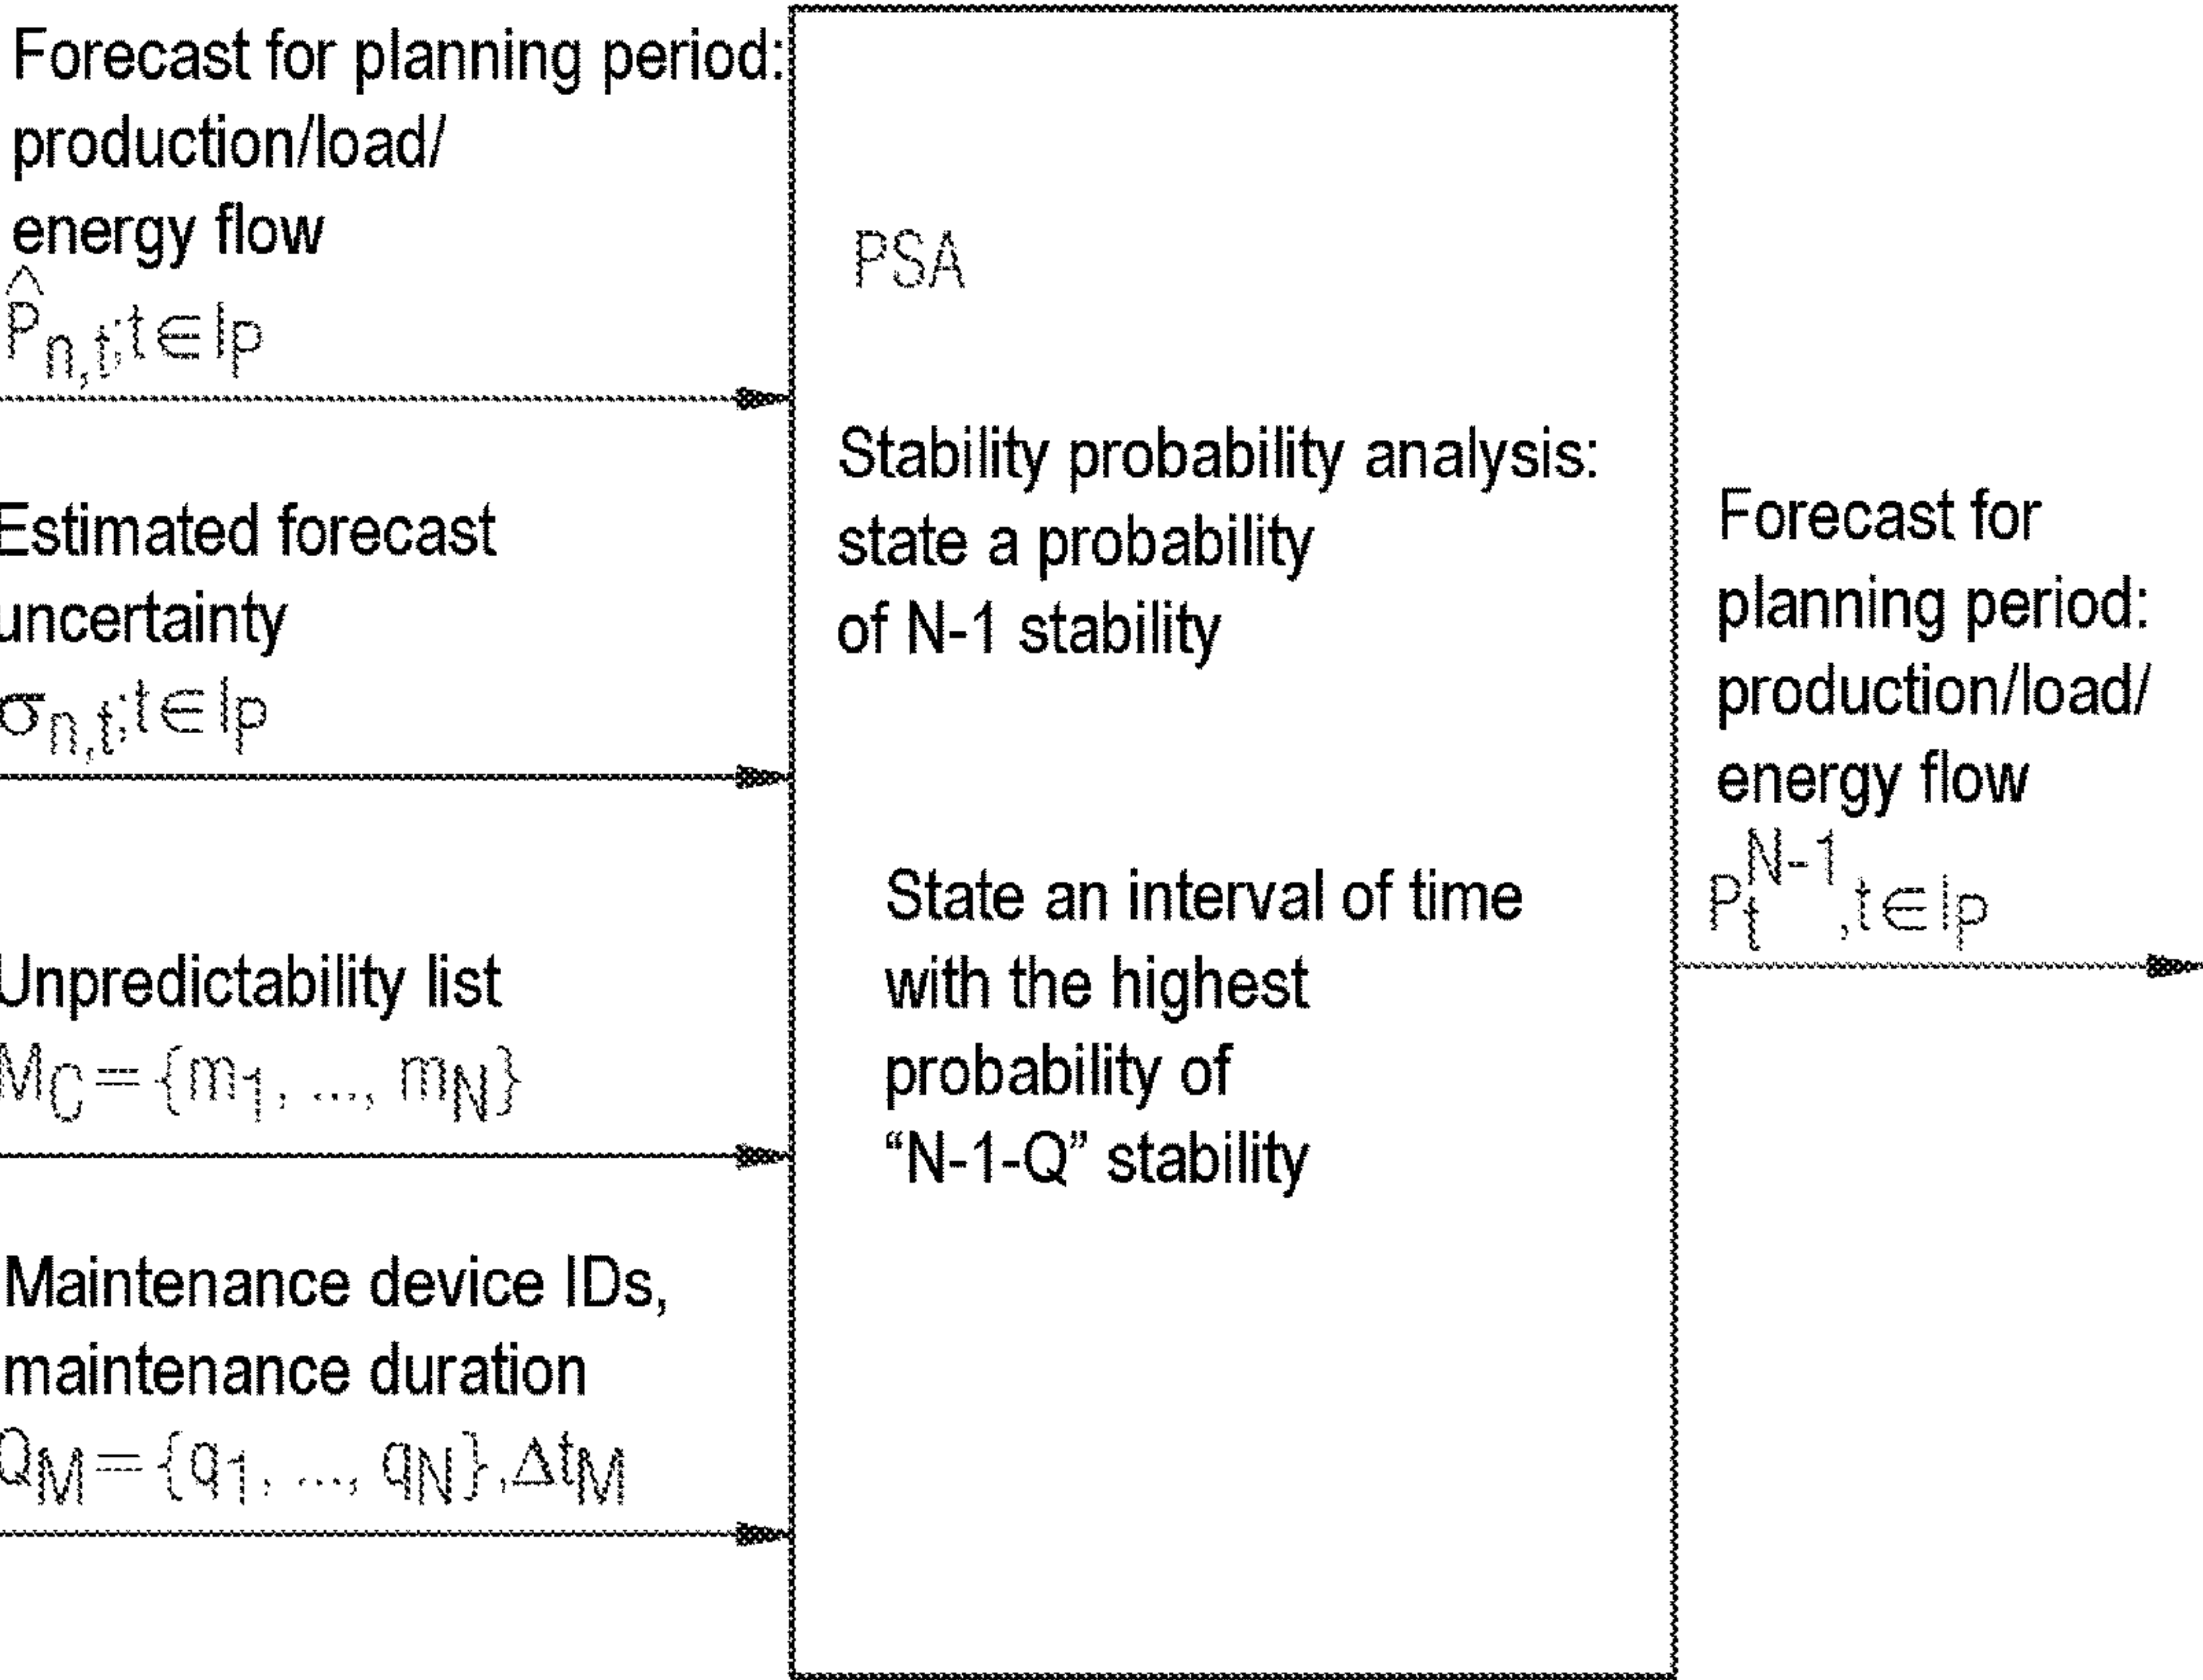 Forecast for planning period:
production/load/
energy flow
P̂n,t;t∈IP
Estimated forecast
uncertainty
σn,t;t∈IP
Unpredictability list
MC={m1, ..., mN}
Maintenance device IDs,
maintenance duration
QM={q1, ..., qN},ΔtM
PSA
Stability probability analysis:
state a probability
of N-1 stability
State an interval of time
with the highest
probability of
“N-1-Q” stability
Forecast for
planning period:
production/load/
energy flow
PtN-1,t∈IP